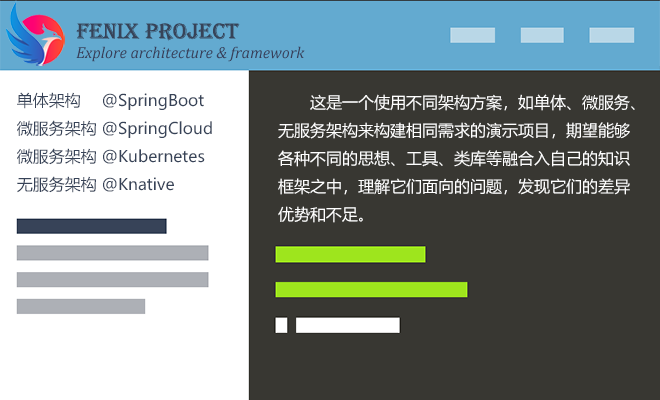 FENIX PROJECT
Explore architecture & framework
单体架构 @SpringBoot
微服务架构 @SpringCloud
微服务架构 @Kubernetes
无服务架构 @Knative
这是一个使用不同架构方案，如单体、微服务、
无服务架构来构建相同需求的演示项目，期望能够
各种不同的思想、工具、类库等融合入自己的知识
框架之中，理解它们面向的问题，发现它们的差异
优势和不足。